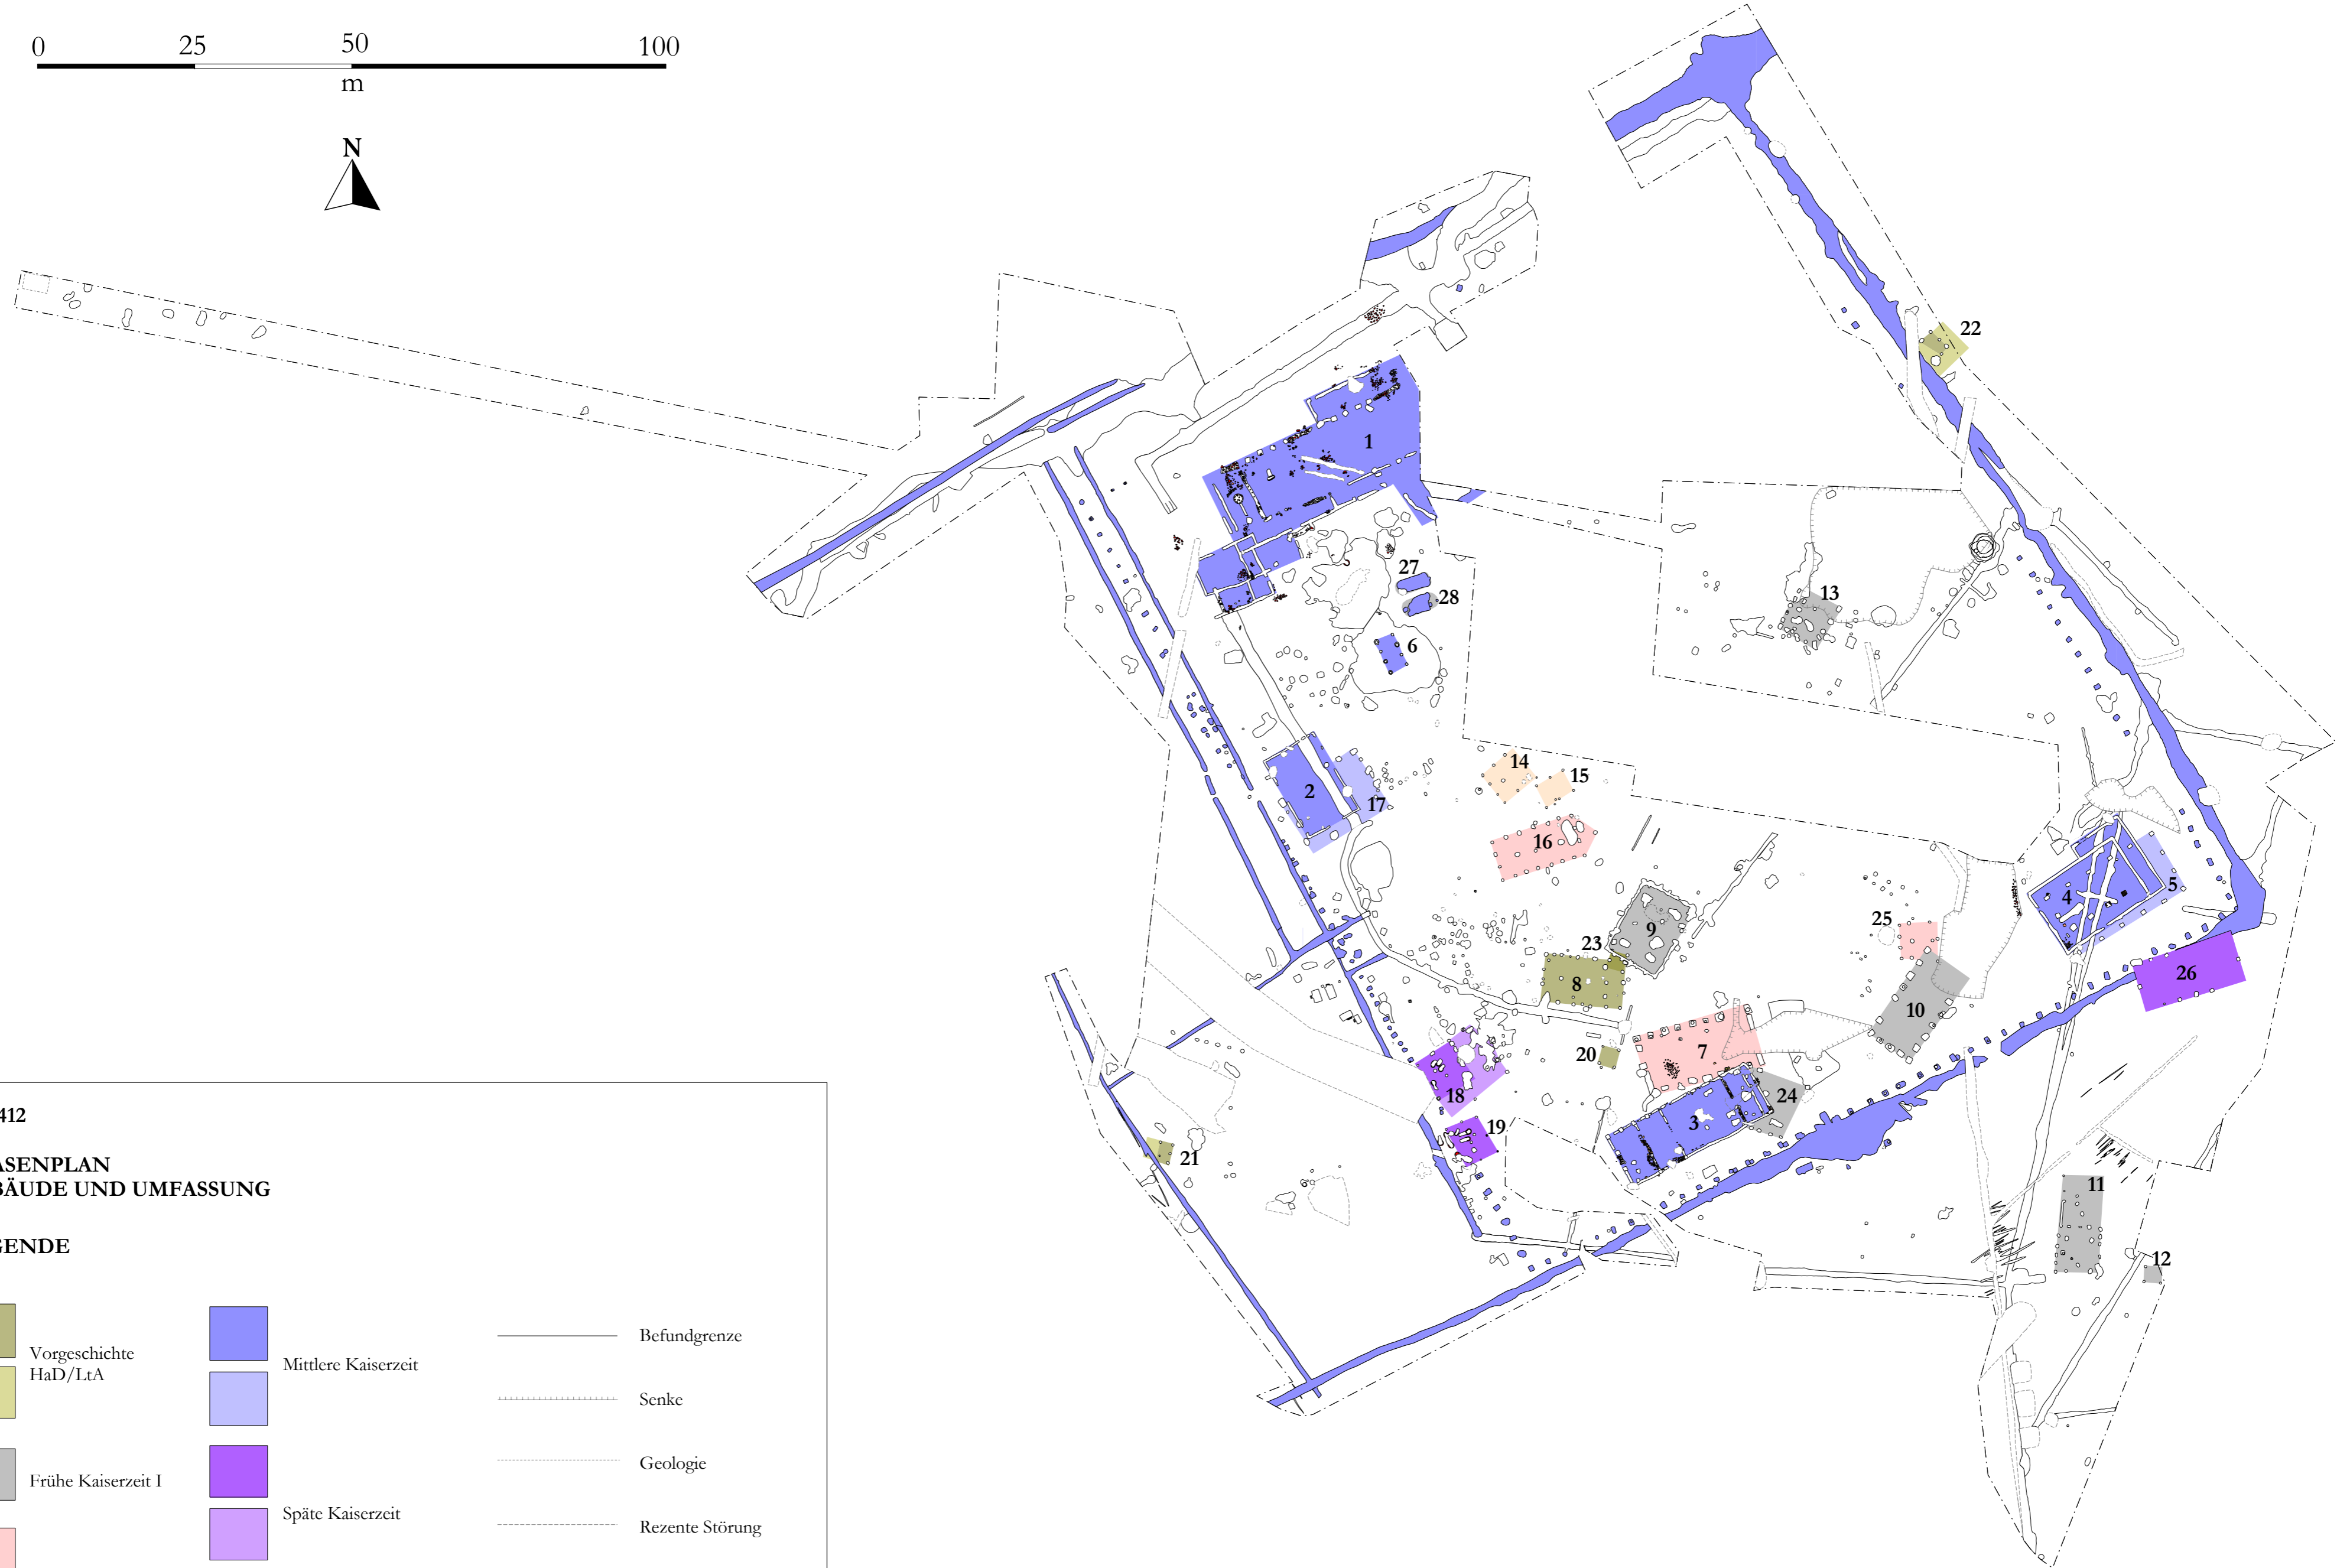 0 25 50 100
m
N
22
1
13
27
28
6
14
15
2
17
16
4
5
25
9
23
8
26
10
20
7
18
24
3
19
21
11
12
412
ASENPLAN
BÄUDE UND UMFASSUNG
GENDE
Vorgeschichte
HaD/LtA
Frühe Kaiserzeit I
Mittlere Kaiserzeit
Späte Kaiserzeit
Befundgrenze
Senke
Geologie
Rezente Störung